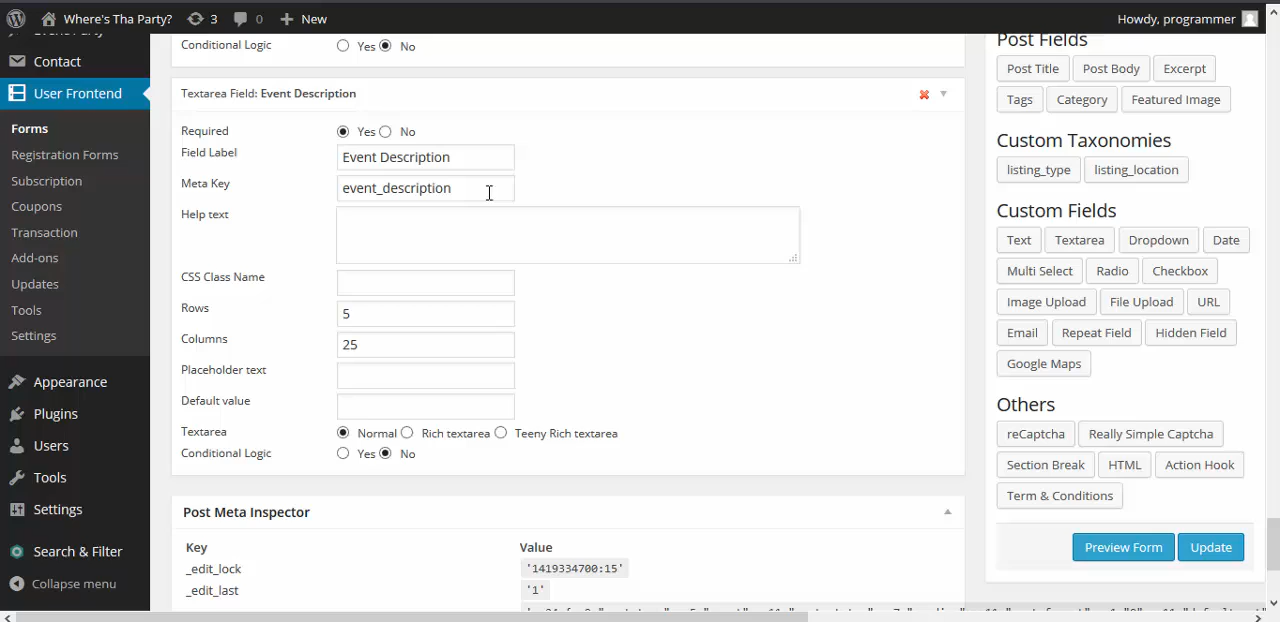 Where's Tha Party? 3 0 New Howdy, programmer
Contact
User Frontend
Forms
Registration Forms
Subscription
Coupons
Transaction
Add-ons
Updates
Tools
Settings
Appearance
Plugins
Users
Tools
Settings
Search & Filter
Collapse menu
Conditional Logic Yes No
Textarea Field: Event Description
Required Yes No
Field Label Event Description
Meta Key event_description
Help text
CSS Class Name
Rows 5
Columns 25
Placeholder text
Default value
Textarea Normal Rich textarea Teeny Rich textarea
Conditional Logic Yes No
Post Meta Inspector
Key Value
_edit_lock '1419334700:15'
_edit_last '1'
Post Fields
Post Title Post Body Excerpt
Tags Category Featured Image
Custom Taxonomies
listing_type listing_location
Custom Fields
Text Textarea Dropdown Date
Multi Select Radio Checkbox
Image Upload File Upload URL
Email Repeat Field Hidden Field
Google Maps
Others
reCaptcha Really Simple Captcha
Section Break HTML Action Hook
Term & Conditions
Preview Form Update